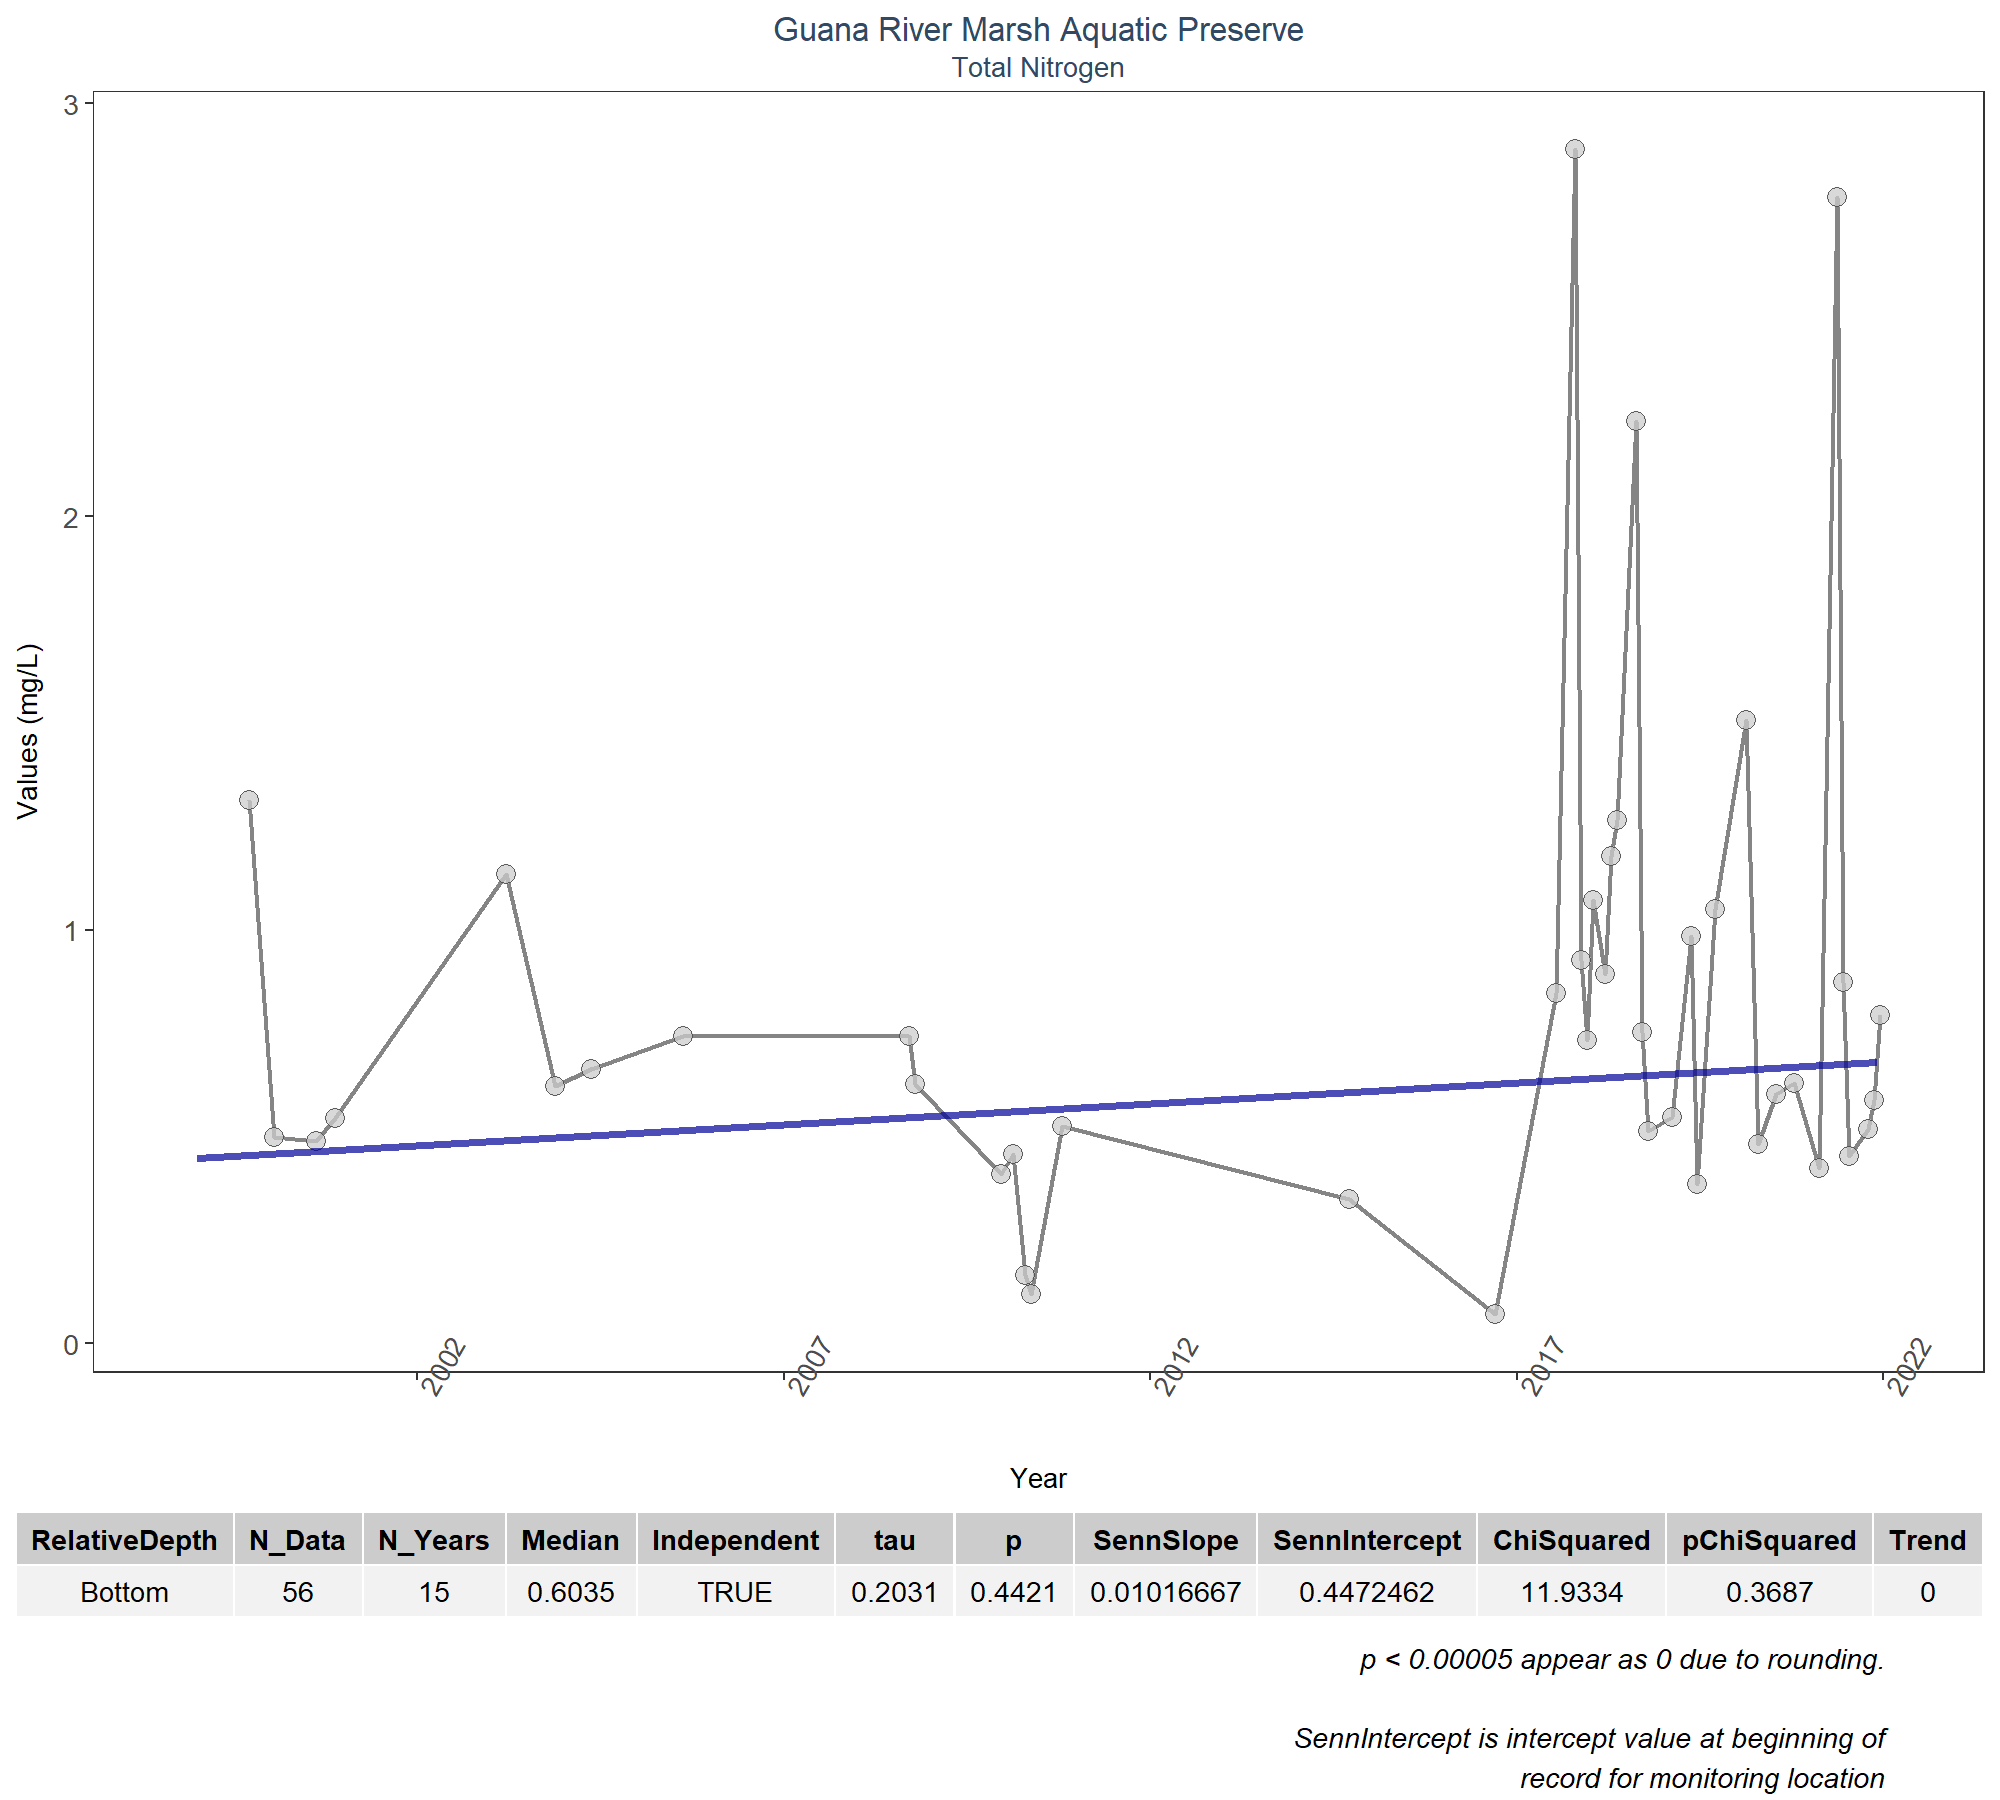 Guana River Marsh Aquatic Preserve
Total Nitrogen
3
2
1
0
Values (mg/L)
2002
2007
2012
2017
2022
Year
RelativeDepth N_Data N_Years Median Independent tau p SennSlope SennIntercept ChiSquared pChiSquared Trend
Bottom 56 15 0.6035 TRUE 0.2031 0.4421 0.01016667 0.4472462 11.9334 0.3687 0
p < 0.00005 appear as 0 due to rounding.
SennIntercept is intercept value at beginning of
record for monitoring location